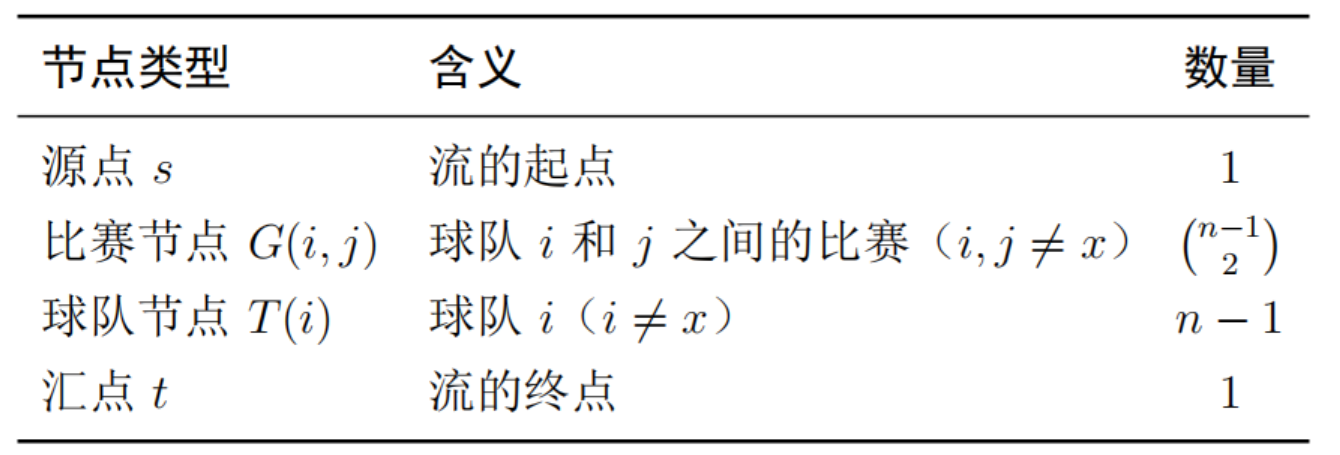 节点类型 含义 数量
源点 s 流的起点 1
比赛节点 G(i, j) 球队 i 和 j 之间的比赛（i, j ≠ x） \binom{n-1}{2}
球队节点 T(i) 球队 i（i ≠ x） n − 1
汇点 t 流的终点 1